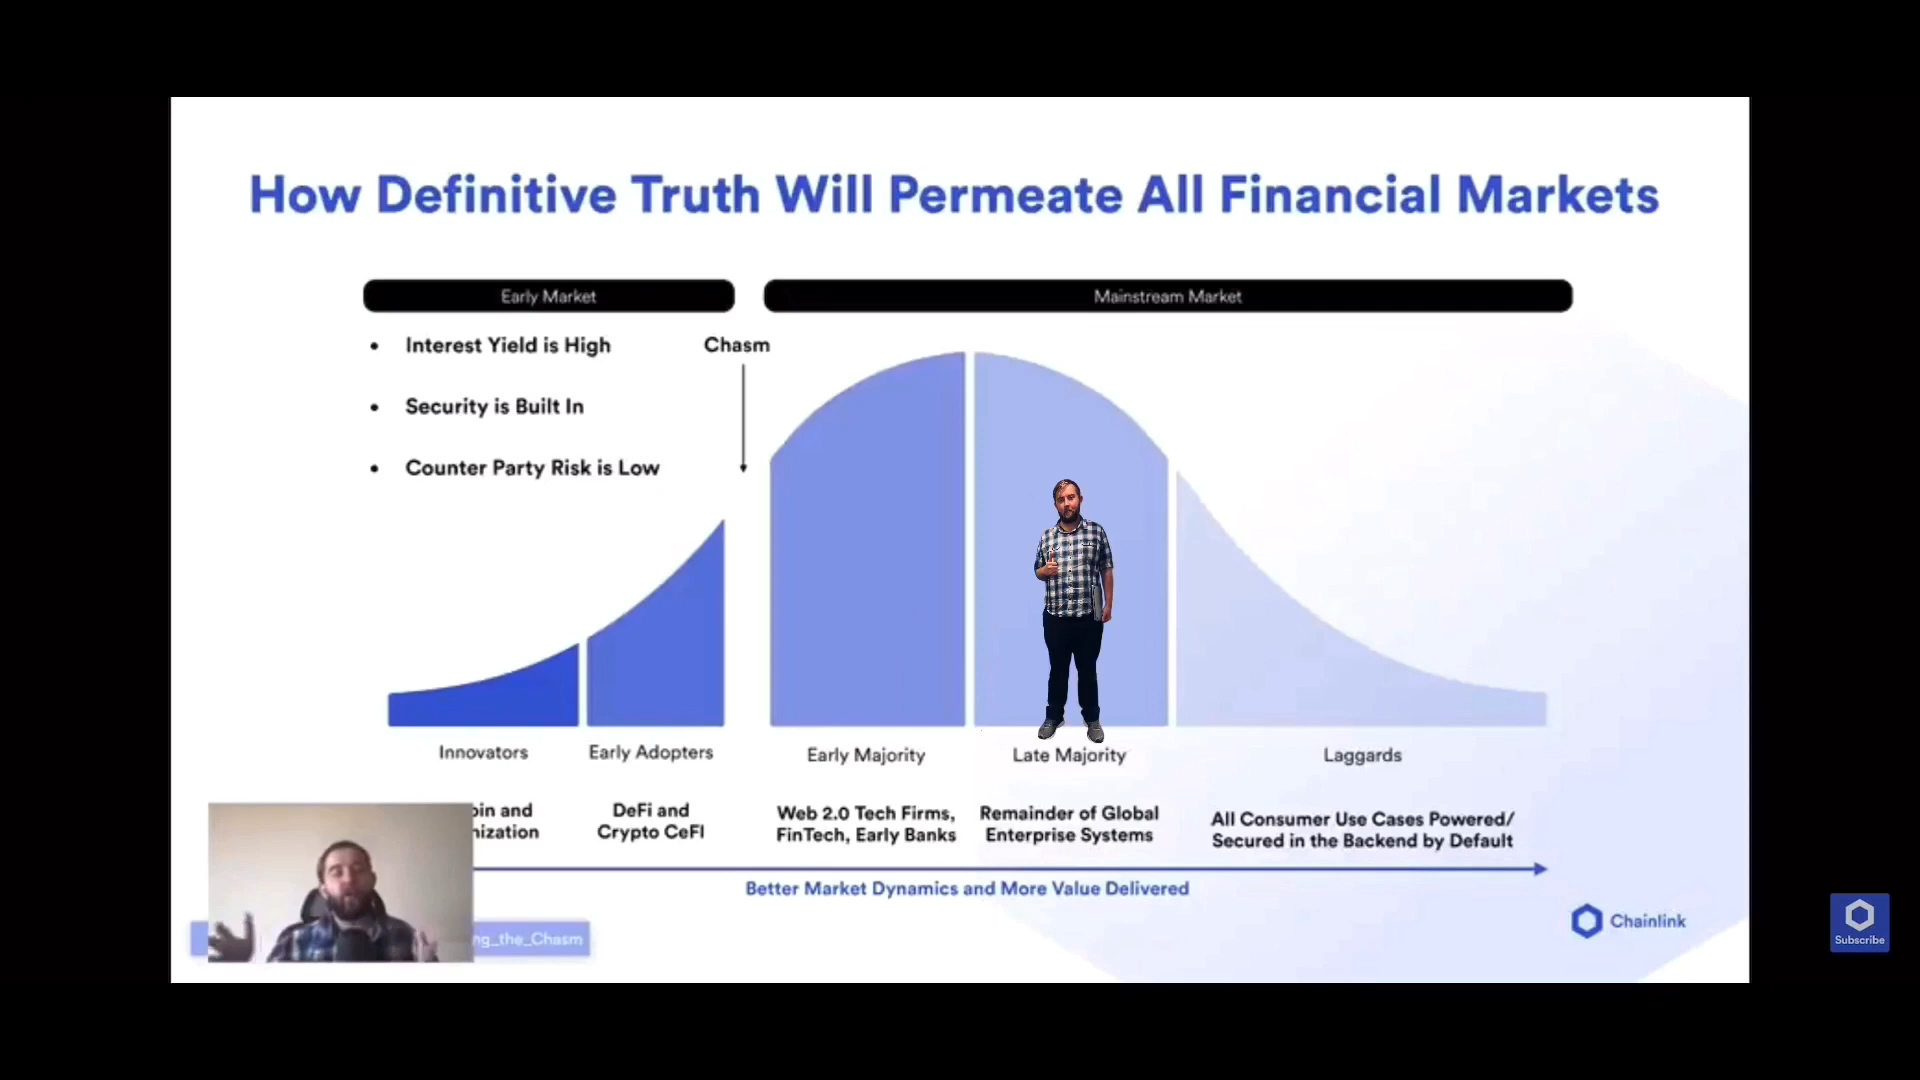 How Definitive Truth Will Permeate All Financial Markets
Early Market
Mainstream Market
• Interest Yield is High
• Security is Built In
• Counter Party Risk is Low
Chasm
Innovators
Early Adopters
Early Majority
Late Majority
Laggards
and
DeFi and
Crypto CeFI
Web 2.0 Tech Firms,
FinTech, Early Banks
Remainder of Global
Enterprise Systems
All Consumer Use Cases Powered/
Secured in the Backend by Default
Better Market Dynamics and More Value Delivered
ng_the_Chasm
Chainlink
Subscribe